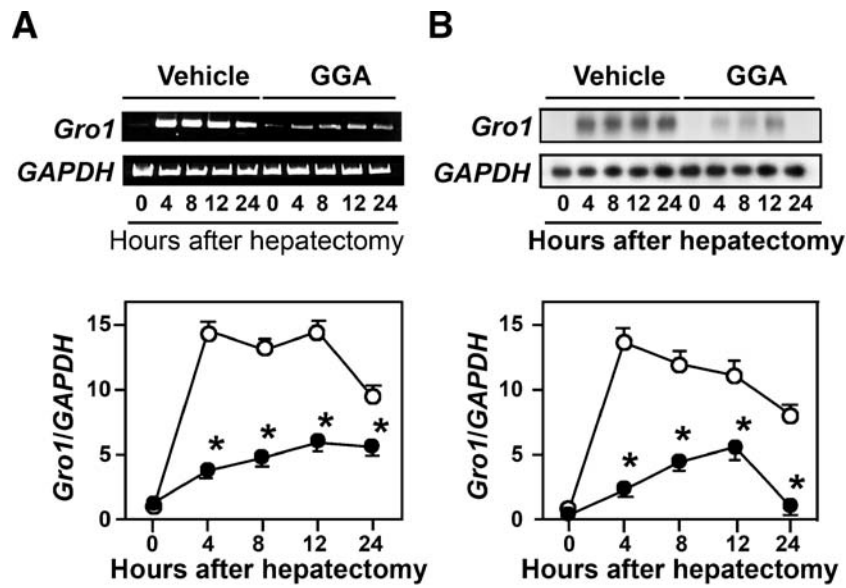 A
Vehicle GGA
Gro1
GAPDH
0 4 8 12 24 0 4 8 12 24
Hours after hepatectomy
15
10
5
0
Gro1/GAPDH
* * * *
0 4 8 12 24
Hours after hepatectomy
B
Vehicle GGA
Gro1
GAPDH
0 4 8 12 24 0 4 8 12 24
Hours after hepatectomy
15
10
5
0
Gro1/GAPDH
* * * *
0 4 8 12 24
Hours after hepatectomy